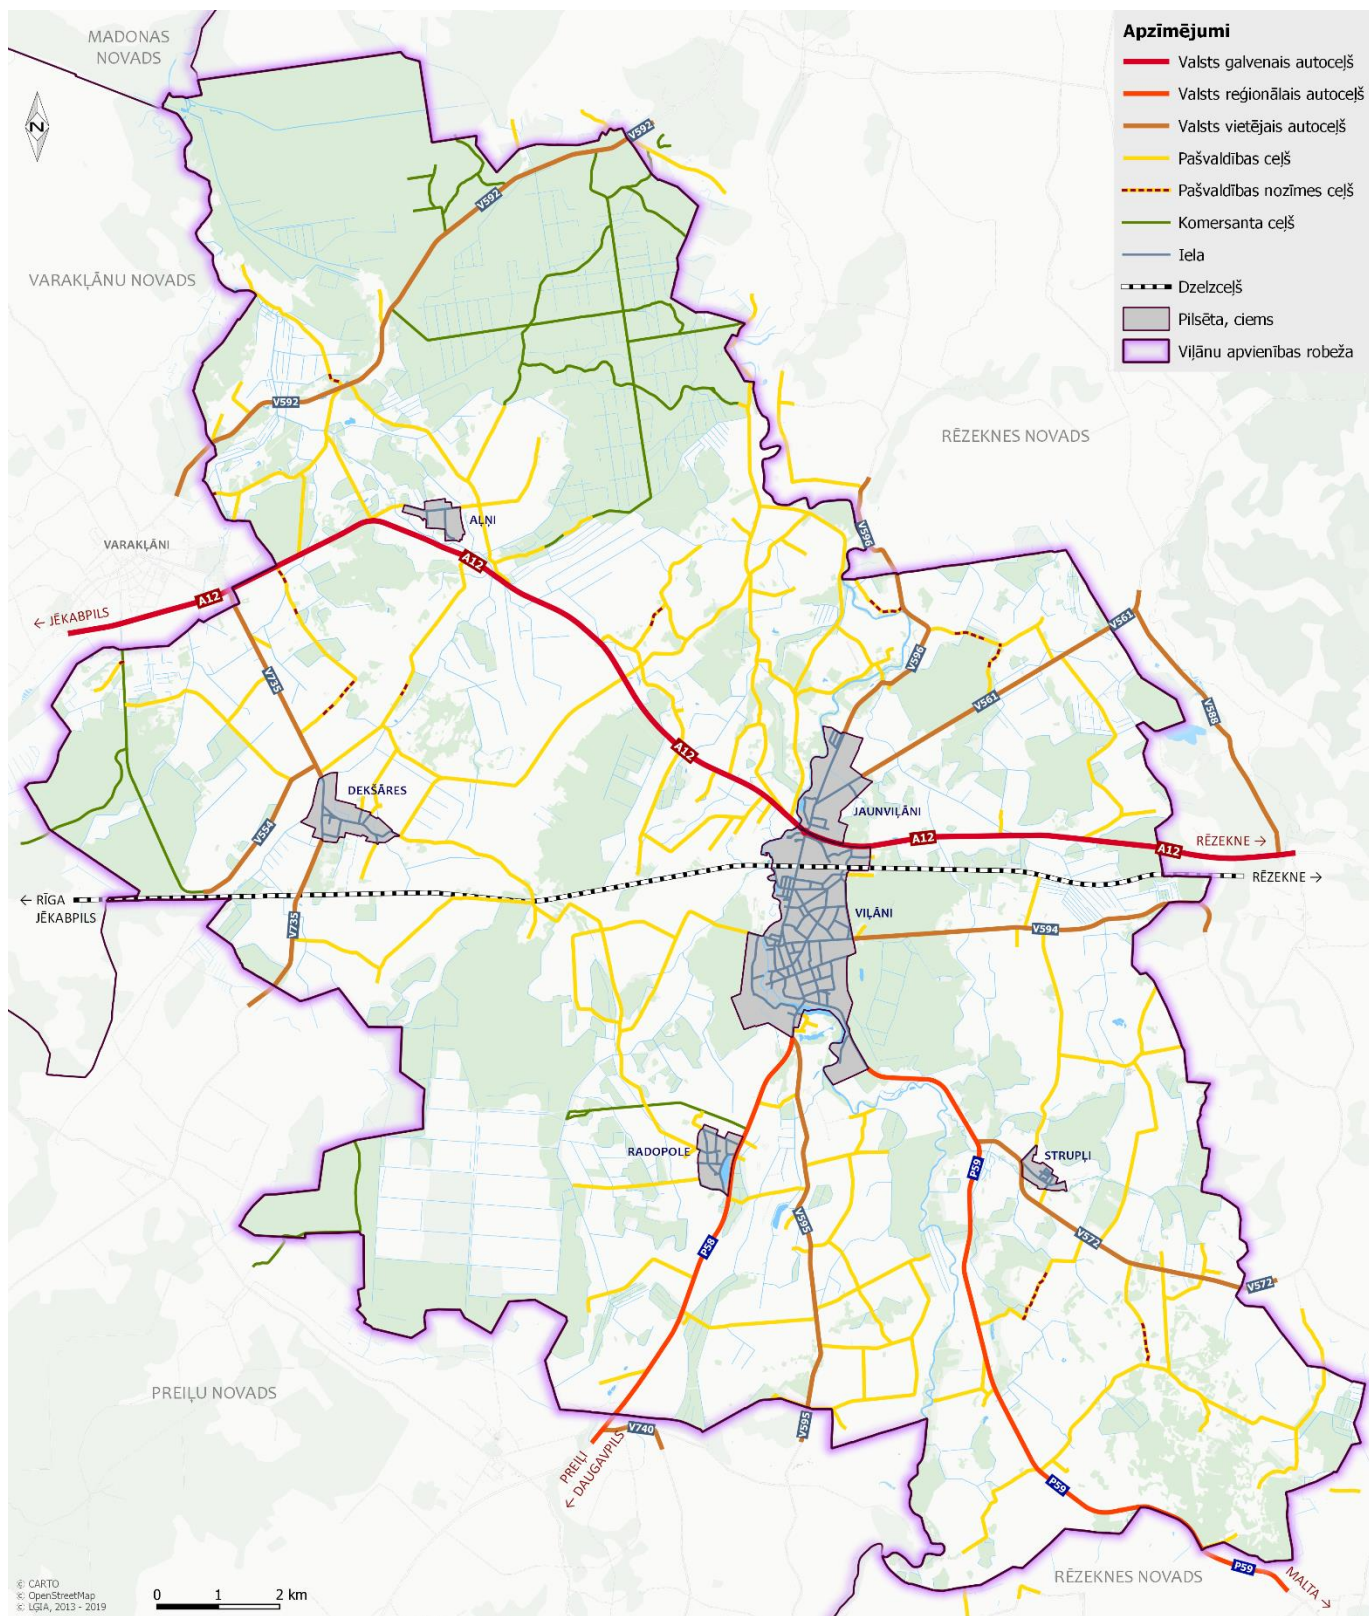 MADONAS
NOVADS
Apzīmējumi
Valsts galvenais autoceļš
Valsts reģionālais autoceļš
Valsts vietējais autoceļš
Pašvaldības ceļš
Pašvaldības nozīmes ceļš
Komersanta ceļš
Iela
Dzelzceļš
Pilsēta, ciems
Viļānu apvienības robeža
N
V592
V592
VARAKĻĀNU NOVADS
V592
RĒZEKNES NOVADS
AĻŅI
VARAKĻĀNI
V596
A12
A12
← JĒKABPILS
V561
V596
V735
V561
V588
A12
DEKŠĀRES
JAUNVIĻĀNI
V554
A12
RĒZEKNE →
A12
← RĪGA
JĒKABPILS
RĒZEKNE →
VIĻĀNI
V735
V594
RADOPOLE
STRUPĻI
P59
V595
P58
V572
V572
PREIĻU NOVADS
V740
V595
PREIĻI
← DAUGAVPILS
P59
P59
RĒZEKNES NOVADS
MALTA →
© CARTO
© OpenStreetMap
© LĢIA, 2013 - 2019
0 1 2 km